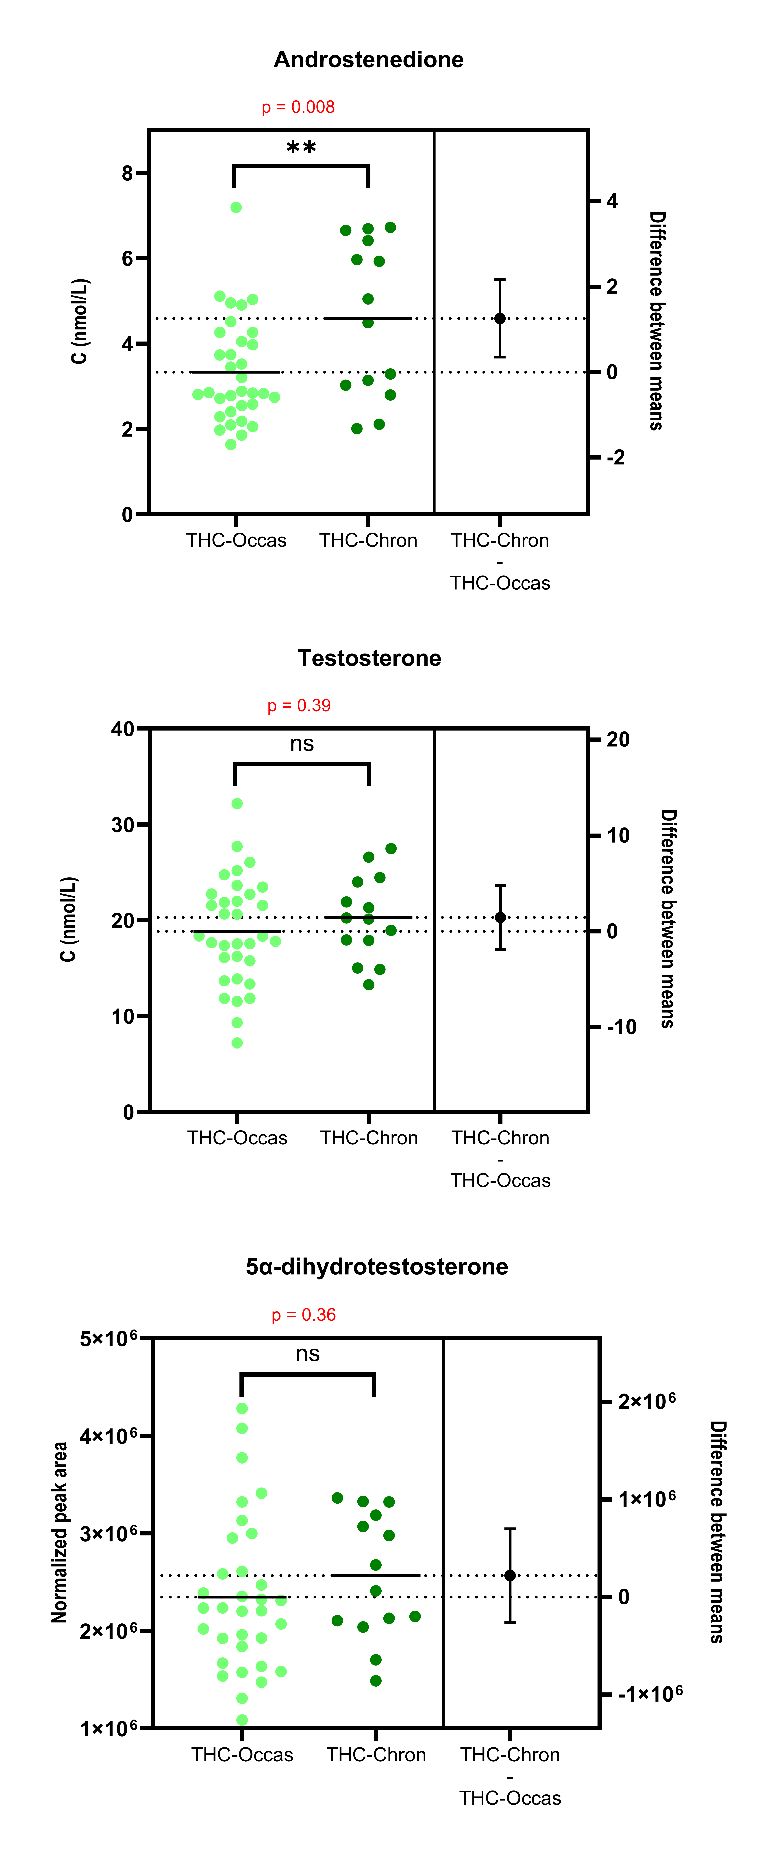 Androstenedione
p = 0.008
**
8
6
4
2
0
C (nmol/L)
4
2
0
-2
Difference between means
THC-Occas
THC-Chron
THC-Chron
-
THC-Occas
Testosterone
p = 0.39
ns
40
30
20
10
0
C (nmol/L)
20
10
0
-10
Difference between means
THC-Occas
THC-Chron
THC-Chron
-
THC-Occas
5α-dihydrotestosterone
p = 0.36
ns
5×10⁶
4×10⁶
3×10⁶
2×10⁶
1×10⁶
Normalized peak area
2×10⁶
1×10⁶
0
-1×10⁶
Difference between means
THC-Occas
THC-Chron
THC-Chron
-
THC-Occas